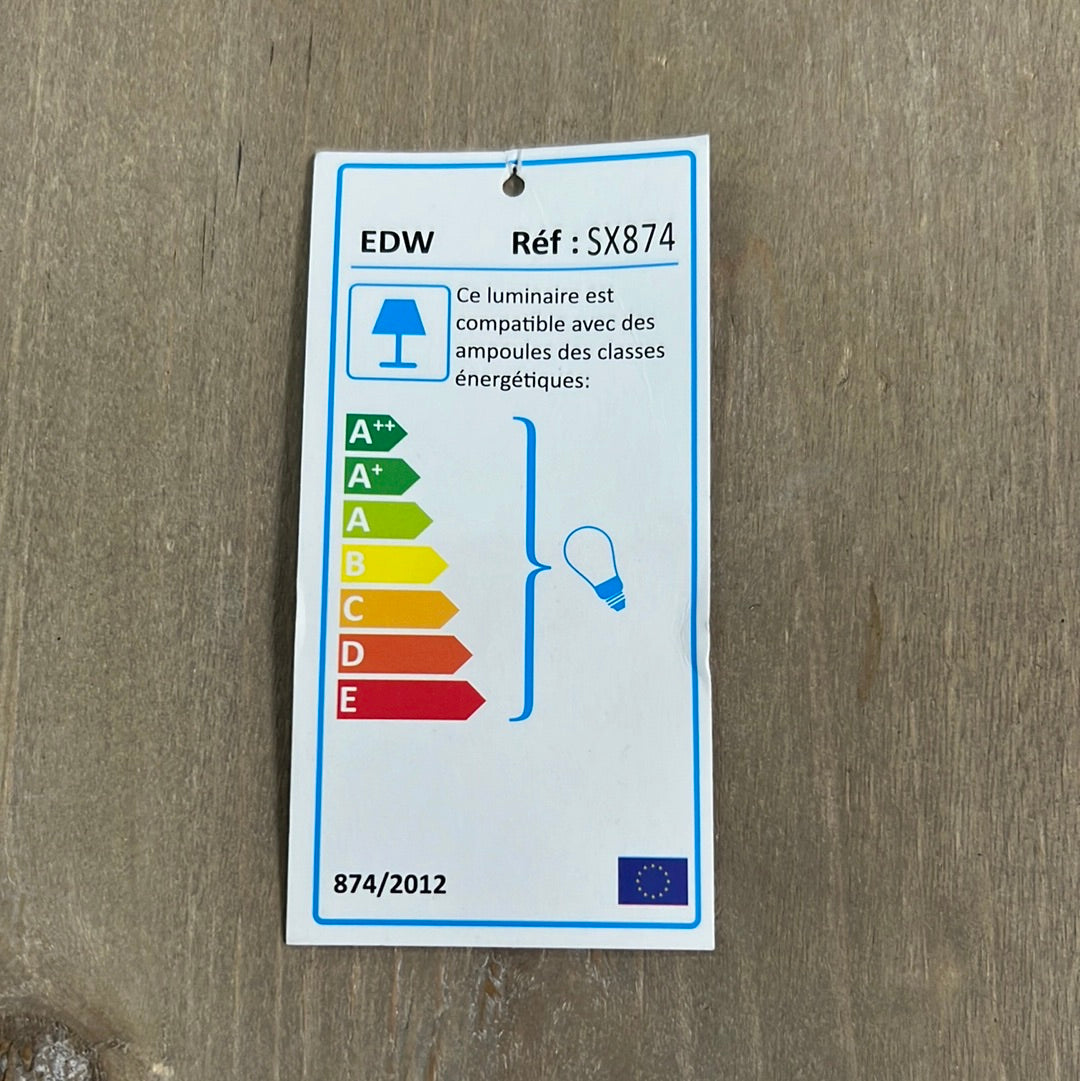 EDW Réf : SX874
Ce luminaire est
compatible avec des
ampoules des classes
énergétiques:
A++
A+
A
B
C
D
E
874/2012